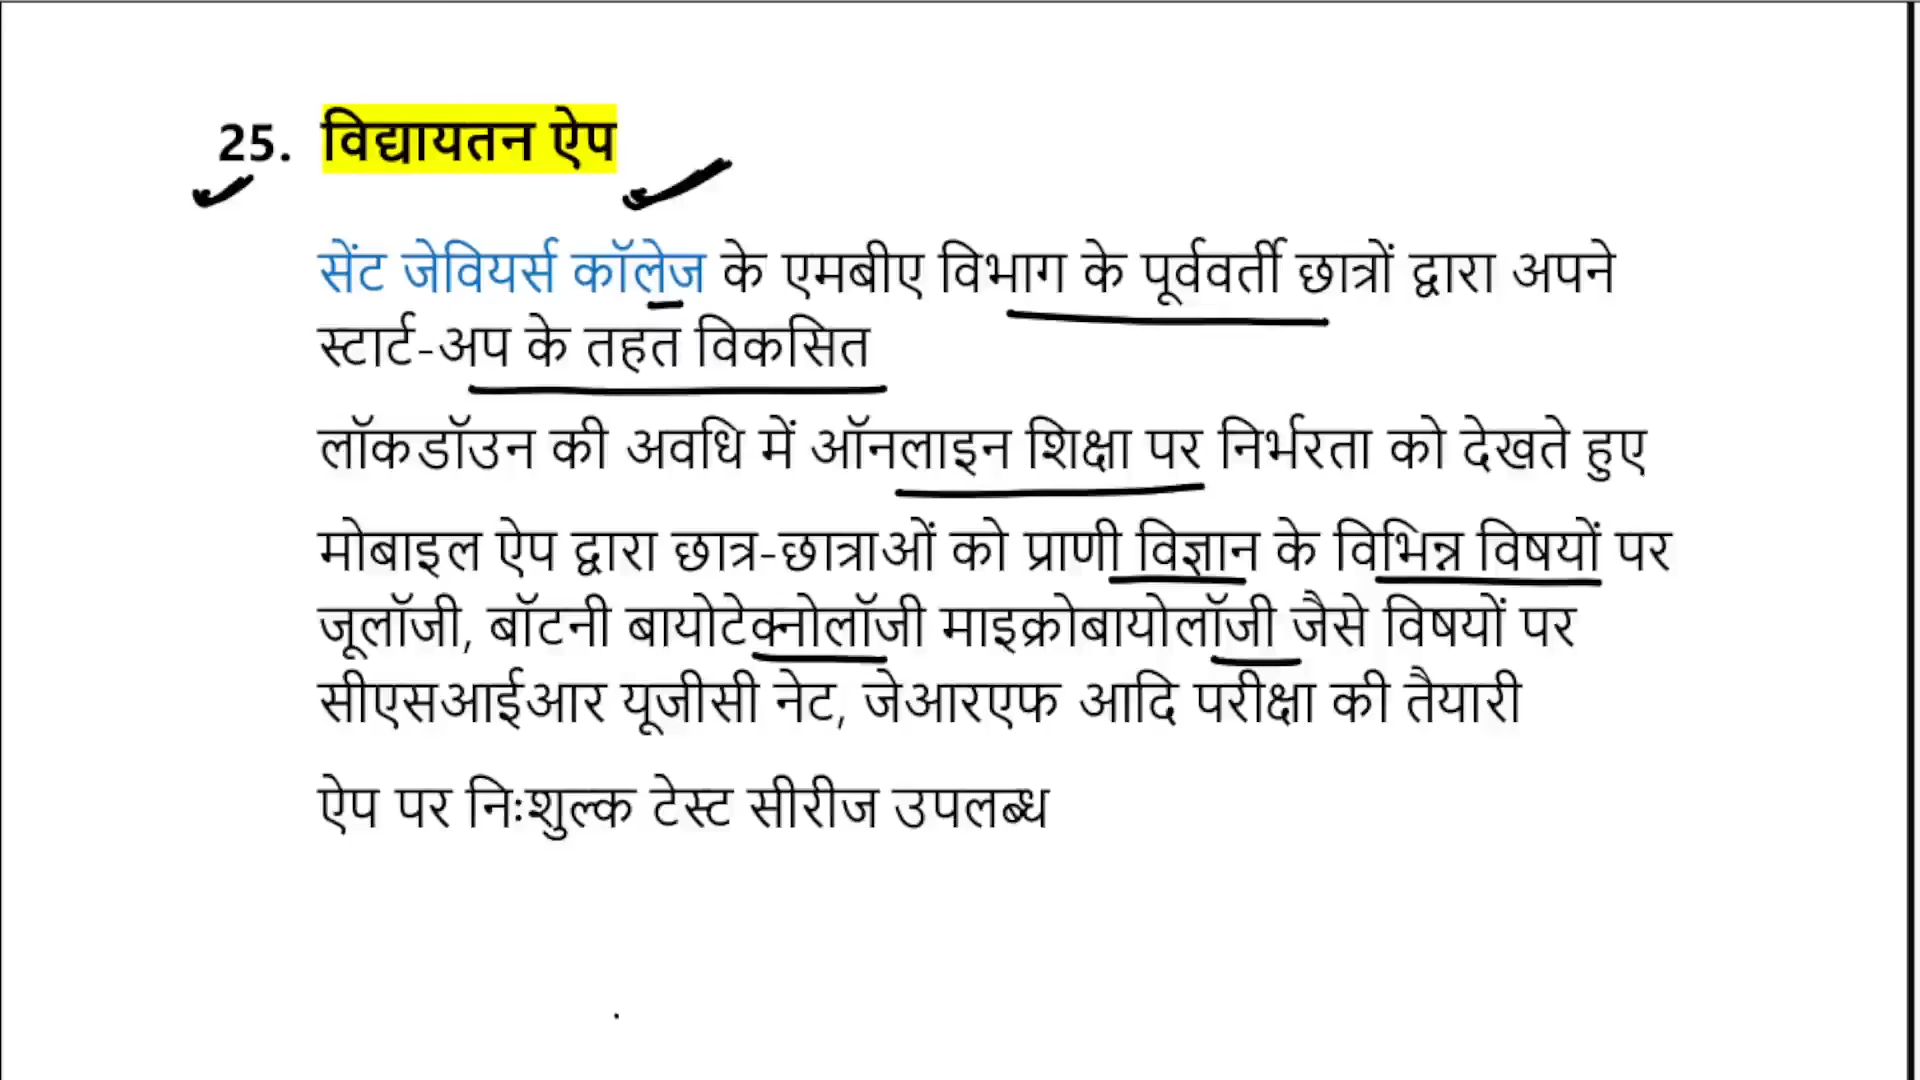 25. विद्यायतन ऐप
सेंट जेवियर्स कॉलेज के एमबीए विभाग के पूर्ववर्ती छात्रों द्वारा अपने
स्टार्ट-अप के तहत विकसित
लॉकडॉउन की अवधि में ऑनलाइन शिक्षा पर निर्भरता को देखते हुए
मोबाइल ऐप द्वारा छात्र-छात्राओं को प्राणी विज्ञान के विभिन्न विषयों पर
जूलॉजी, बॉटनी बायोटेक्नोलॉजी माइक्रोबायोलॉजी जैसे विषयों पर
सीएसआईआर यूजीसी नेट, जेआरएफ आदि परीक्षा की तैयारी
ऐप पर निःशुल्क टेस्ट सीरीज उपलब्ध